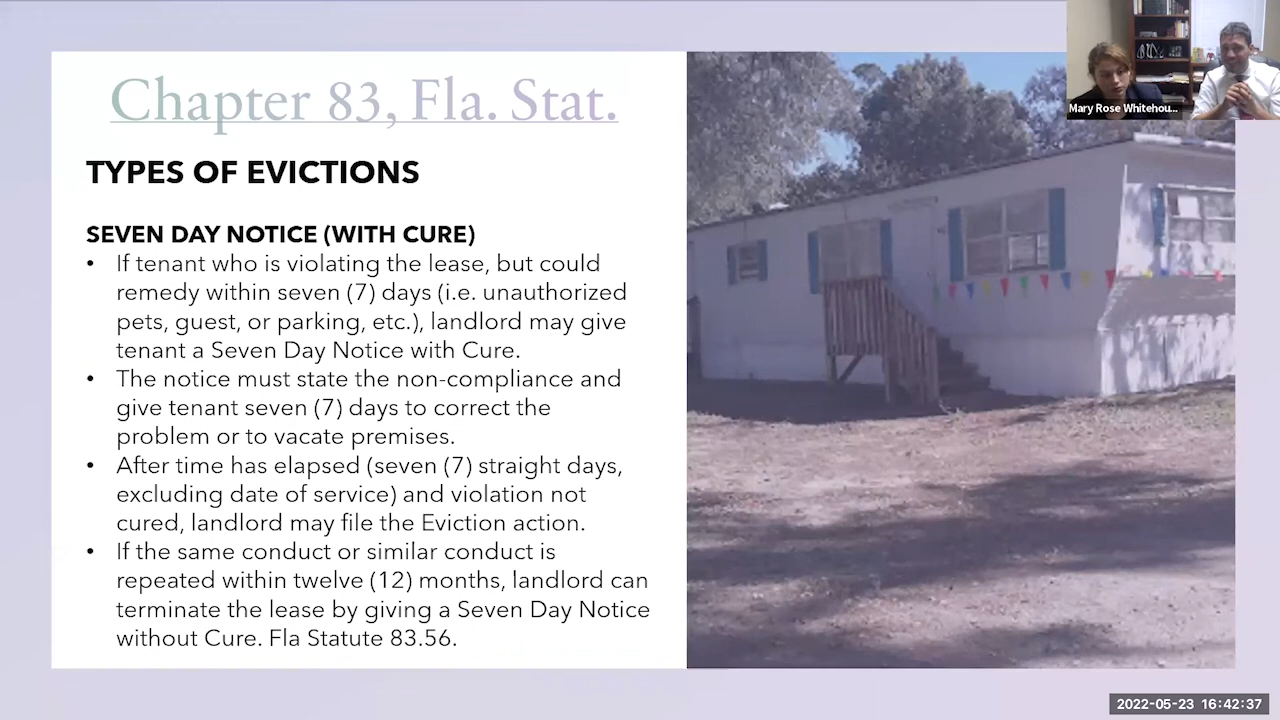 Chapter 83, Fla. Stat.
TYPES OF EVICTIONS
SEVEN DAY NOTICE (WITH CURE)
• If tenant who is violating the lease, but could
remedy within seven (7) days (i.e. unauthorized
pets, guest, or parking, etc.), landlord may give
tenant a Seven Day Notice with Cure.
• The notice must state the non-compliance and
give tenant seven (7) days to correct the
problem or to vacate premises.
• After time has elapsed (seven (7) straight days,
excluding date of service) and violation not
cured, landlord may file the Eviction action.
• If the same conduct or similar conduct is
repeated within twelve (12) months, landlord can
terminate the lease by giving a Seven Day Notice
without Cure. Fla Statute 83.56.
Mary Rose Whitehou...
2022-05-23 16:42:37